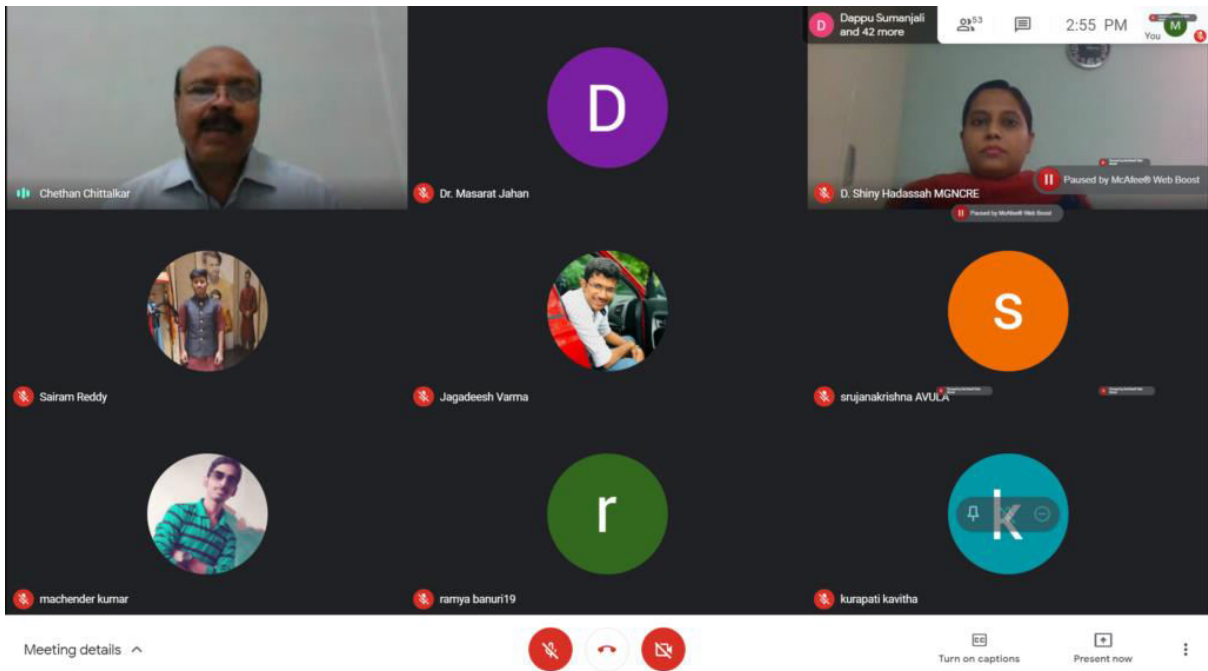 D
Dappu Sumanjali
and 42 more
53
2:55 PM
You
M
Chethan Chittalkar
D
Dr. Masarat Jahan
D. Shiny Hadassah MGNCRE
Paused by McAfee® Web Boost
Paused by McAfee® Web Boost
Sairam Reddy
Jagadeesh Varma
s
srujanakrishna AVULA
machender kumar
r
ramya banuri19
k
kurapati kavitha
Meeting details
CC
Turn on captions
Present now